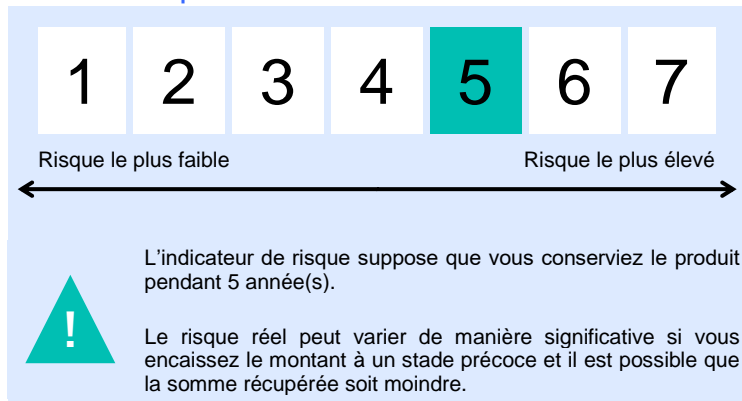 1 2 3 4 5 6 7
Risque le plus faible Risque le plus élevé
L'indicateur de risque suppose que vous conserviez le produit
pendant 5 année(s).
!
Le risque réel peut varier de manière significative si vous
encaissez le montant à un stade précoce et il est possible que
la somme récupérée soit moindre.